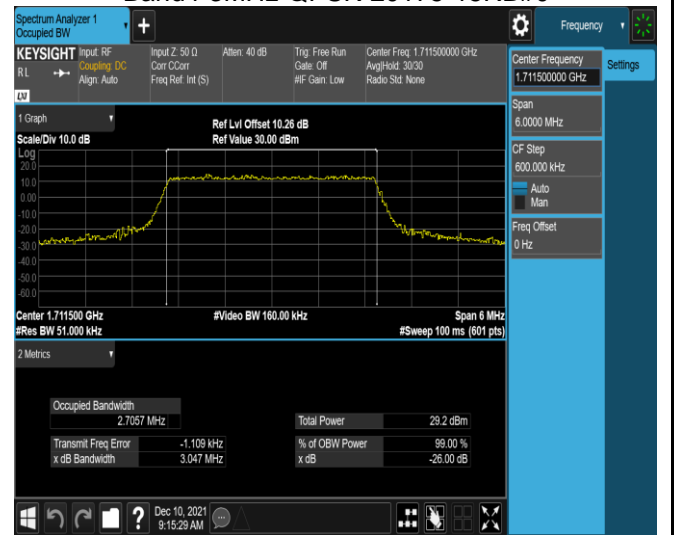 Spectrum Analyzer 1
Occupied BW
Frequency
KEYSIGHT
R L
LXI
Input: RF
Coupling: DC
Align: Auto
Input Z: 50 Ω
Corr CCorr
Freq Ref: Int (S)
Atten: 40 dB
Trig: Free Run
Gate: Off
#IF Gain: Low
Center Freq: 1.711500000 GHz
Avg|Hold: 30/30
Radio Std: None
Center Frequency
1.711500000 GHz
Settings
Span
6.0000 MHz
CF Step
600.000 kHz
Auto
Man
Freq Offset
0 Hz
1 Graph
Scale/Div 10.0 dB
Ref Lvl Offset 10.26 dB
Ref Value 30.00 dBm
Log
20.0
10.0
0.00
-10.0
-20.0
-30.0
-40.0
-50.0
-60.0
Center 1.711500 GHz
#Res BW 51.000 kHz
#Video BW 160.00 kHz
Span 6 MHz
#Sweep 100 ms (601 pts)
2 Metrics
Occupied Bandwidth
2.7057 MHz
Total Power 29.2 dBm
Transmit Freq Error -1.109 kHz
% of OBW Power 99.00 %
x dB Bandwidth 3.047 MHz
x dB -26.00 dB
?
Dec 10, 2021
9:15:29 AM